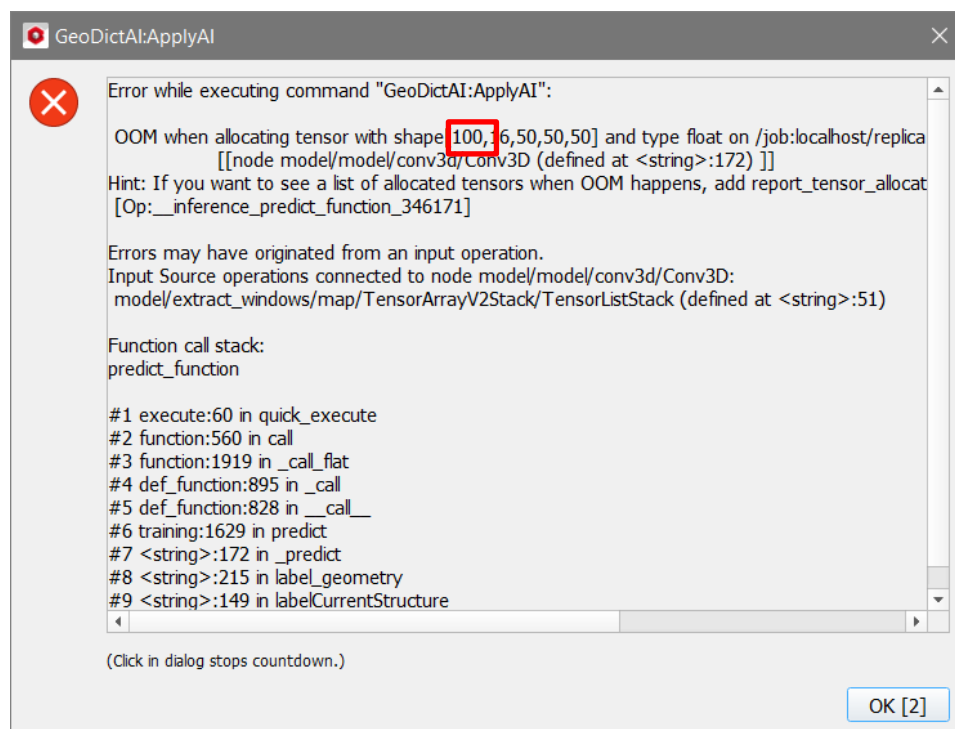 GeoDictAI:ApplyAI
Error while executing command "GeoDictAI:ApplyAI":
OOM when allocating tensor with shape[100,16,50,50,50] and type float on /job:localhost/replica
[[node model/model/conv3d/Conv3D (defined at <string>:172) ]]
Hint: If you want to see a list of allocated tensors when OOM happens, add report_tensor_allocat
[Op:__inference_predict_function_346171]
Errors may have originated from an input operation.
Input Source operations connected to node model/model/conv3d/Conv3D:
model/extract_windows/map/TensorArrayV2Stack/TensorListStack (defined at <string>:51)
Function call stack:
predict_function
#1 execute:60 in quick_execute
#2 function:560 in call
#3 function:1919 in _call_flat
#4 def_function:895 in _call
#5 def_function:828 in __call__
#6 training:1629 in predict
#7 <string>:172 in _predict
#8 <string>:215 in label_geometry
#9 <string>:149 in labelCurrentStructure
(Click in dialog stops countdown.)
OK [2]